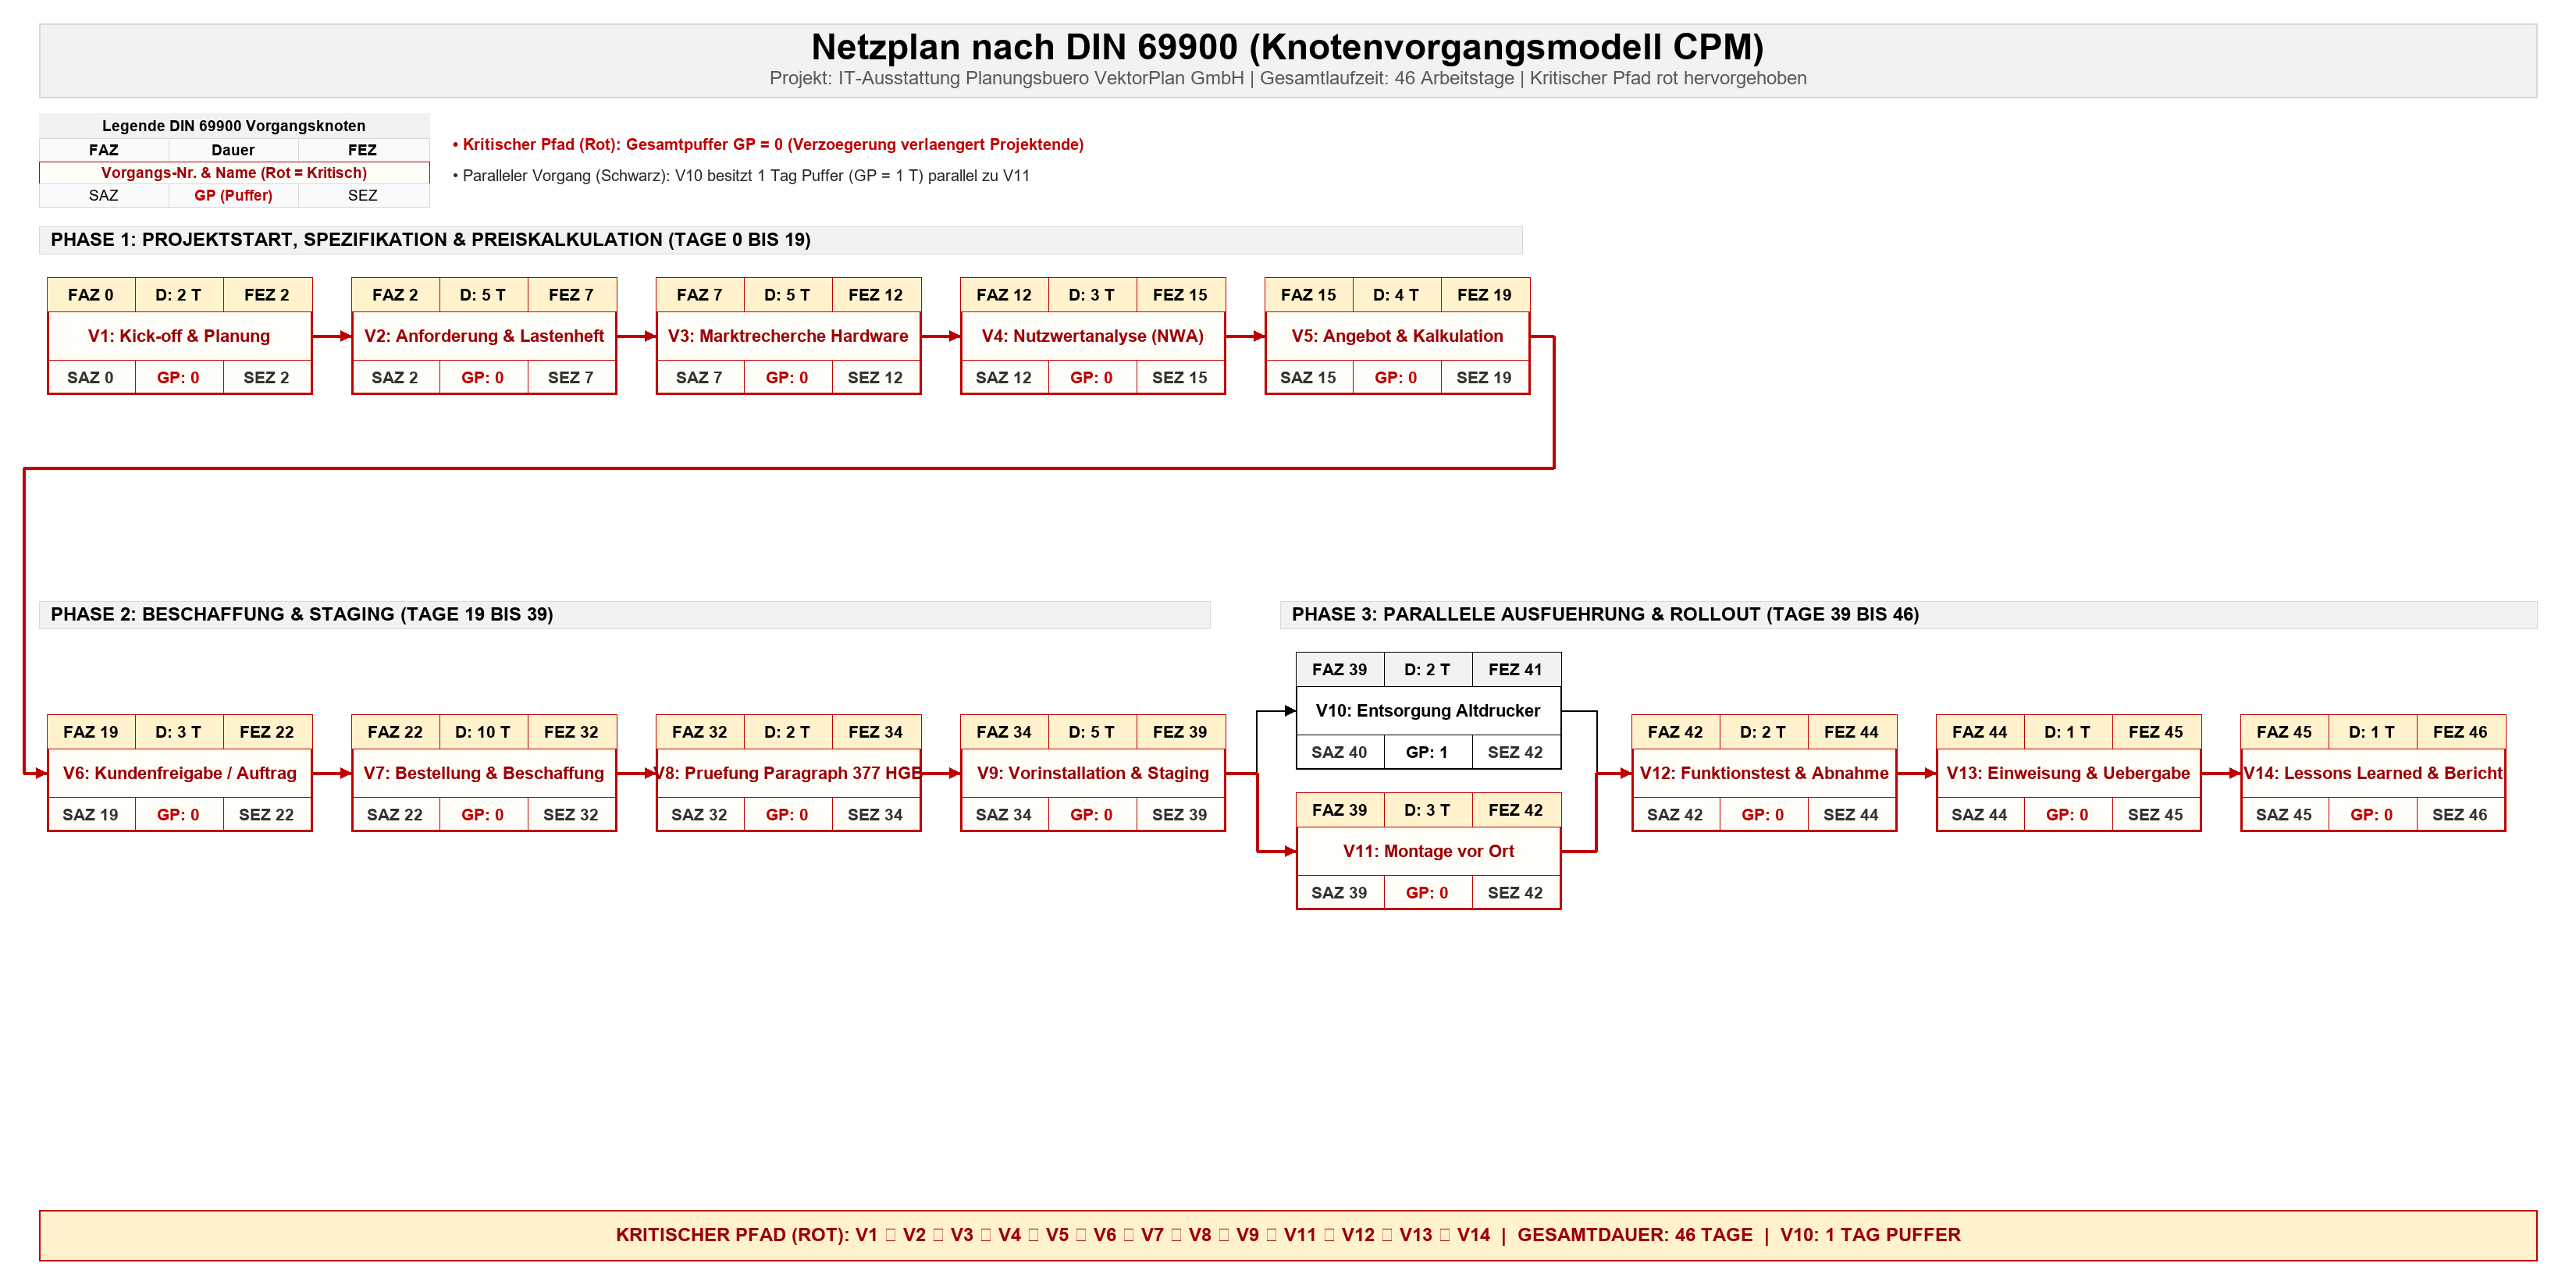 Netzplan nach DIN 69900 (Knotenvorgangsmodell CPM)
Projekt: IT-Ausstattung Planungsbuero VektorPlan GmbH | Gesamtlaufzeit: 46 Arbeitstage | Kritischer Pfad rot hervorgehoben
Legende DIN 69900 Vorgangsknoten
FAZ Dauer FEZ
Vorgangs-Nr. & Name (Rot = Kritisch)
SAZ GP (Puffer) SEZ
• Kritischer Pfad (Rot): Gesamtpuffer GP = 0 (Verzoegerung verlaengert Projektende)
• Paralleler Vorgang (Schwarz): V10 besitzt 1 Tag Puffer (GP = 1 T) parallel zu V11
PHASE 1: PROJEKTSTART, SPEZIFIKATION & PREISKALKULATION (TAGE 0 BIS 19)
FAZ 0 D: 2 T FEZ 2
V1: Kick-off & Planung
SAZ 0 GP: 0 SEZ 2
FAZ 2 D: 5 T FEZ 7
V2: Anforderung & Lastenheft
SAZ 2 GP: 0 SEZ 7
FAZ 7 D: 5 T FEZ 12
V3: Marktrecherche Hardware
SAZ 7 GP: 0 SEZ 12
FAZ 12 D: 3 T FEZ 15
V4: Nutzwertanalyse (NWA)
SAZ 12 GP: 0 SEZ 15
FAZ 15 D: 4 T FEZ 19
V5: Angebot & Kalkulation
SAZ 15 GP: 0 SEZ 19
PHASE 2: BESCHAFFUNG & STAGING (TAGE 19 BIS 39)
FAZ 19 D: 3 T FEZ 22
V6: Kundenfreigabe / Auftrag
SAZ 19 GP: 0 SEZ 22
FAZ 22 D: 10 T FEZ 32
V7: Bestellung & Beschaffung
SAZ 22 GP: 0 SEZ 32
FAZ 32 D: 2 T FEZ 34
V8: Pruefung Paragraph 377 HGB
SAZ 32 GP: 0 SEZ 34
FAZ 34 D: 5 T FEZ 39
V9: Vorinstallation & Staging
SAZ 34 GP: 0 SEZ 39
PHASE 3: PARALLELE AUSFUEHRUNG & ROLLOUT (TAGE 39 BIS 46)
FAZ 39 D: 2 T FEZ 41
V10: Entsorgung Altdrucker
SAZ 40 GP: 1 SEZ 42
FAZ 39 D: 3 T FEZ 42
V11: Montage vor Ort
SAZ 39 GP: 0 SEZ 42
FAZ 42 D: 2 T FEZ 44
V12: Funktionstest & Abnahme
SAZ 42 GP: 0 SEZ 44
FAZ 44 D: 1 T FEZ 45
V13: Einweisung & Uebergabe
SAZ 44 GP: 0 SEZ 45
FAZ 45 D: 1 T FEZ 46
V14: Lessons Learned & Bericht
SAZ 45 GP: 0 SEZ 46
KRITISCHER PFAD (ROT): V1 □ V2 □ V3 □ V4 □ V5 □ V6 □ V7 □ V8 □ V9 □ V11 □ V12 □ V13 □ V14 | GESAMTDAUER: 46 TAGE | V10: 1 TAG PUFFER